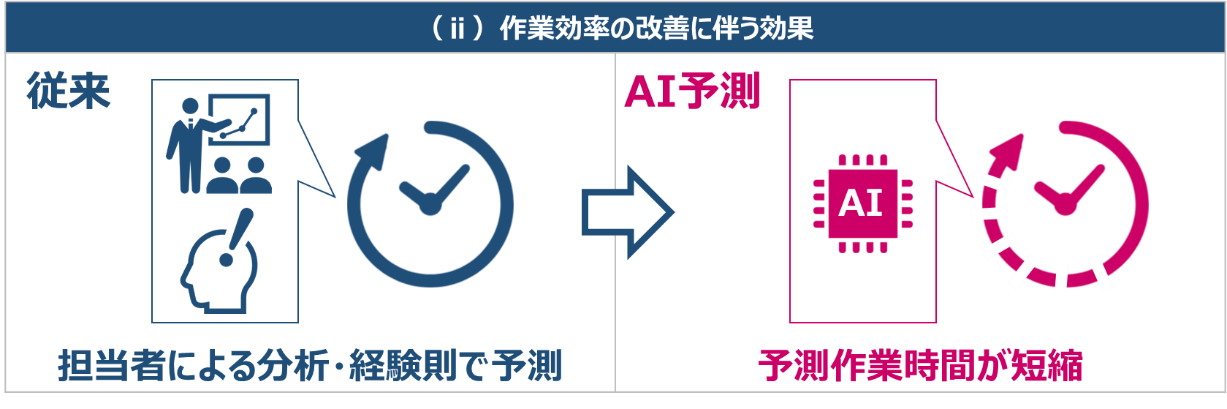 （ⅱ）作業効率の改善に伴う効果
従来
担当者による分析・経験則で予測
AI予測
AI
予測作業時間が短縮